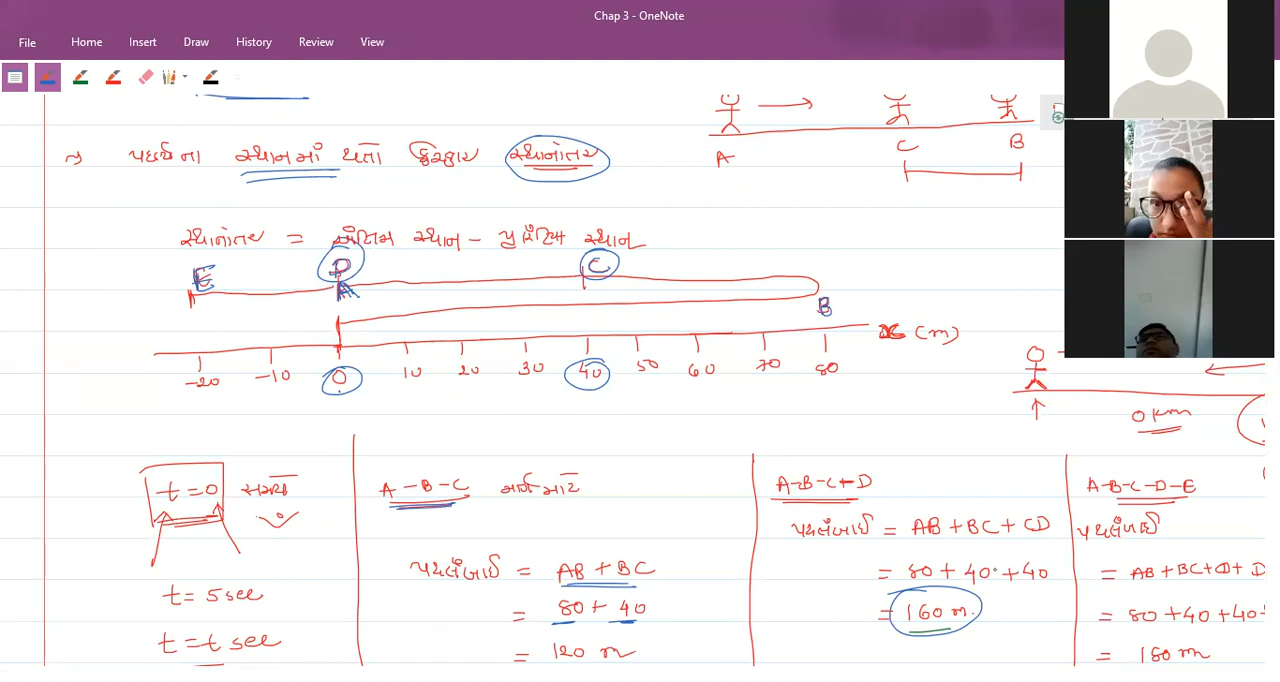 Chap 3 - OneNote
File Home Insert Draw History Review View
A C B
→ પદાર્થના સ્થાનમાં થતો ફેરફાર સ્થાનાંતર
સ્થાનાંતર = અંતિમ સ્થાન - પ્રારંભિક સ્થાન
E D C
A B
x (m)
-20 -10 0 10 20 30 40 50 60 70 80
0 km
t = 0 સમય
t = 5 sec
t = t sec
A-B-C માર્ગ માટે
પથલંબાઈ = AB + BC
= 80 + 40
= 120 m
A-B-C-D
પથલંબાઈ = AB + BC + CD
= 80 + 40 + 40
= 160 m.
A-B-C-D-E
પથલંબાઈ
= AB + BC + CD + D
= 80 + 40 + 40 +
= 180 m